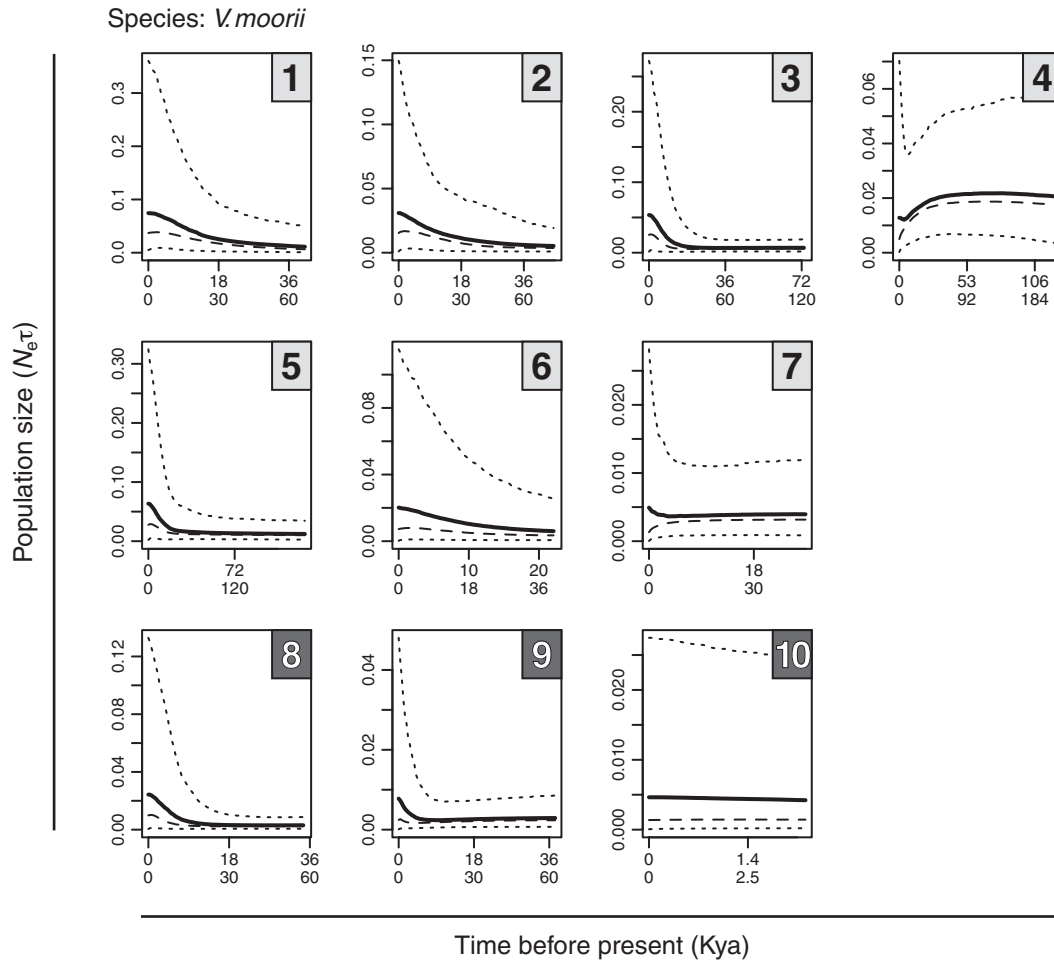 Species: V. moorii
Population size (Neτ)
1
0.0 0.1 0.2 0.3
0 18 36
0 30 60
2
0.00 0.05 0.10 0.15
0 18 36
0 30 60
3
0.00 0.10 0.20
0 36 72
0 60 120
4
0.00 0.02 0.04 0.06
0 53 106
0 92 184
5
0.00 0.10 0.20 0.30
0 72
0 120
6
0.00 0.04 0.08
0 10 20
0 18 36
7
0.000 0.010 0.020
0 18
0 30
8
0.00 0.04 0.08 0.12
0 18 36
0 30 60
9
0.00 0.02 0.04
0 18 36
0 30 60
10
0.000 0.010 0.020
0 1.4
0 2.5
Time before present (Kya)